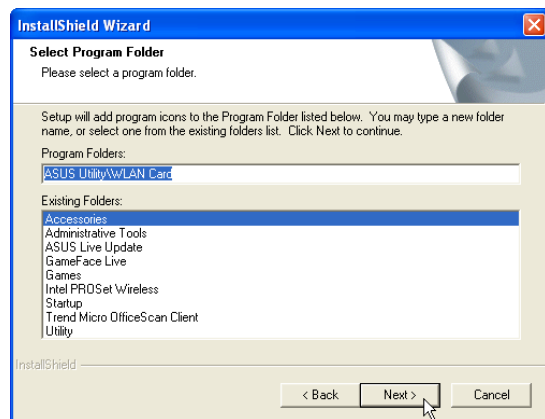 InstallShield Wizard
Select Program Folder
Please select a program folder.
Setup will add program icons to the Program Folder listed below. You may type a new folder
name, or select one from the existing folders list. Click Next to continue.
Program Folders:
ASUS Utility\WLAN Card
Existing Folders:
Accessories
Administrative Tools
ASUS Live Update
GameFace Live
Games
Intel PROSet Wireless
Startup
Trend Micro OfficeScan Client
Utility
InstallShield
< Back
Next >
Cancel